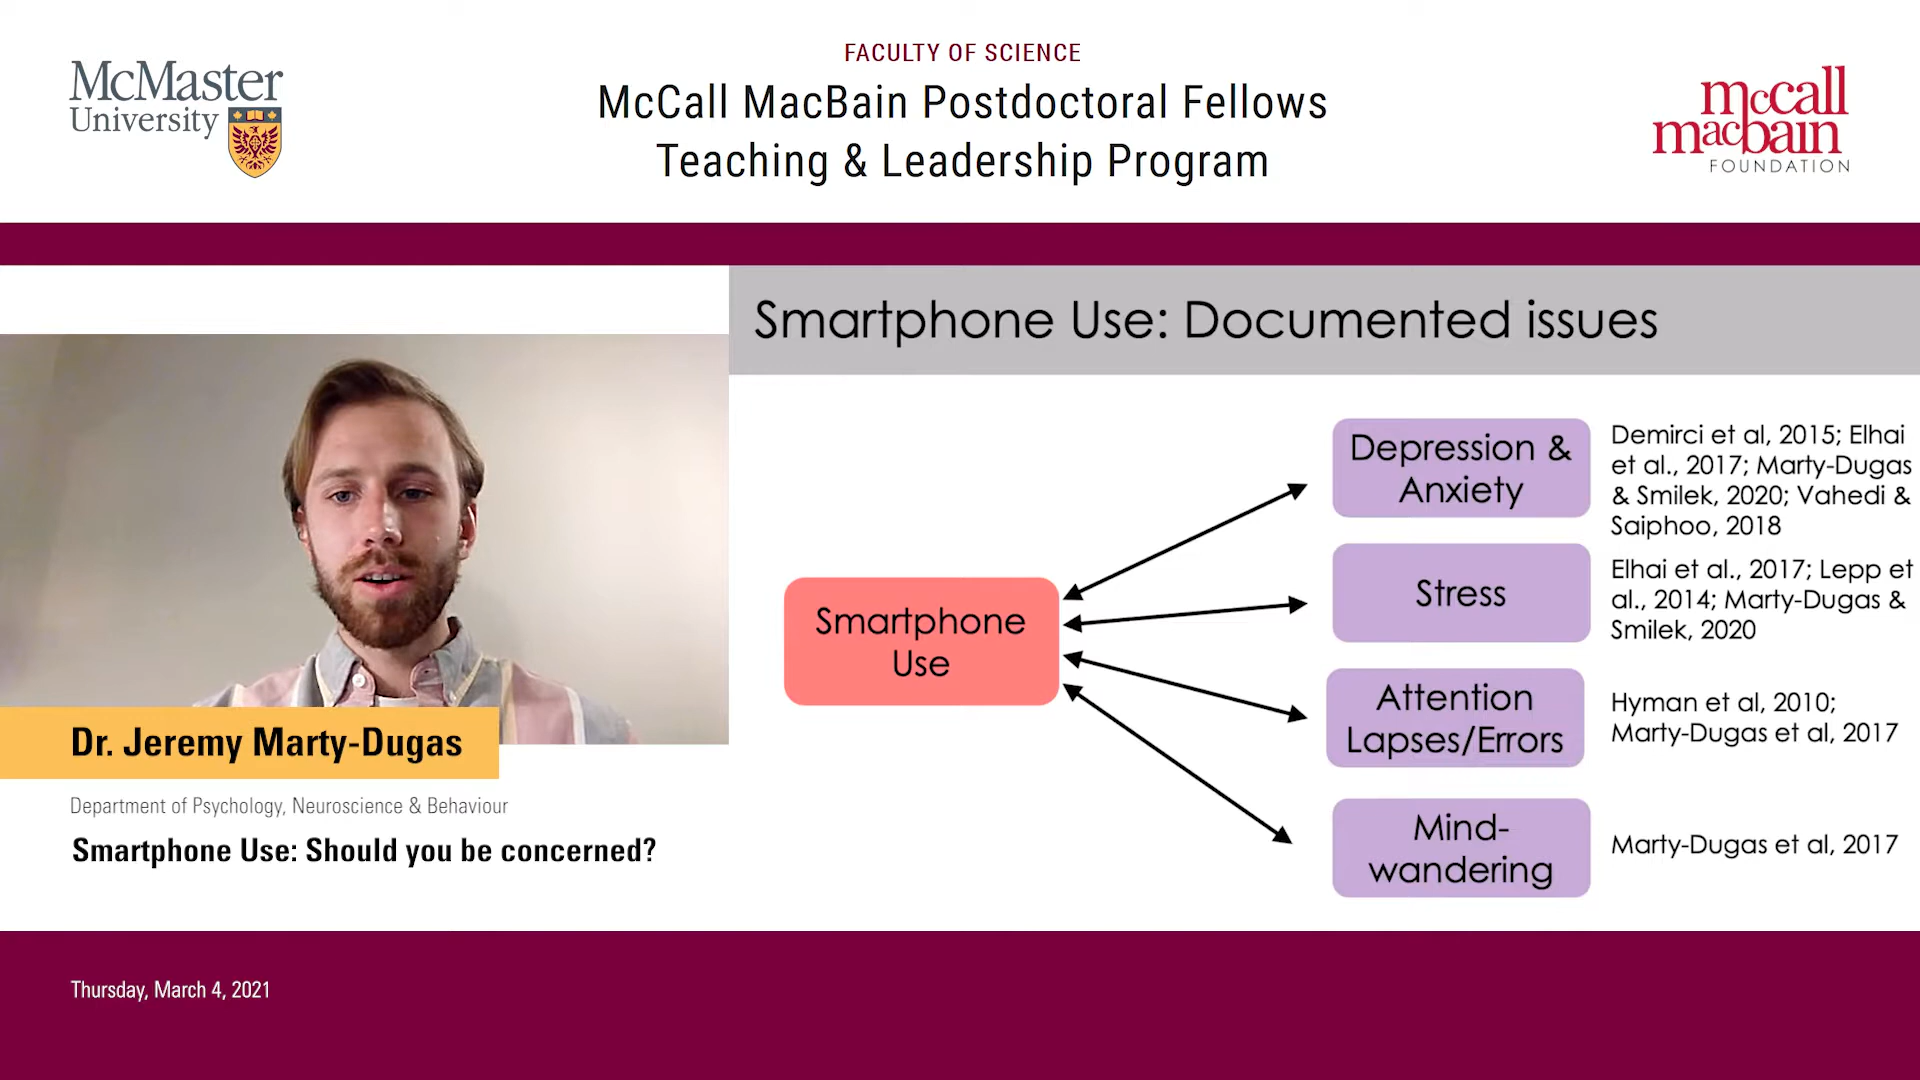 McMaster
University
FACULTY OF SCIENCE
McCall MacBain Postdoctoral Fellows
Teaching & Leadership Program
mccall
macbain
FOUNDATION
Smartphone Use: Documented issues
Smartphone
Use
Depression &
Anxiety
Demirci et al, 2015; Elhai
et al., 2017; Marty-Dugas
& Smilek, 2020; Vahedi &
Saiphoo, 2018
Stress
Elhai et al., 2017; Lepp et
al., 2014; Marty-Dugas &
Smilek, 2020
Attention
Lapses/Errors
Hyman et al, 2010;
Marty-Dugas et al, 2017
Mind-
wandering
Marty-Dugas et al, 2017
Dr. Jeremy Marty-Dugas
Department of Psychology, Neuroscience & Behaviour
Smartphone Use: Should you be concerned?
Thursday, March 4, 2021